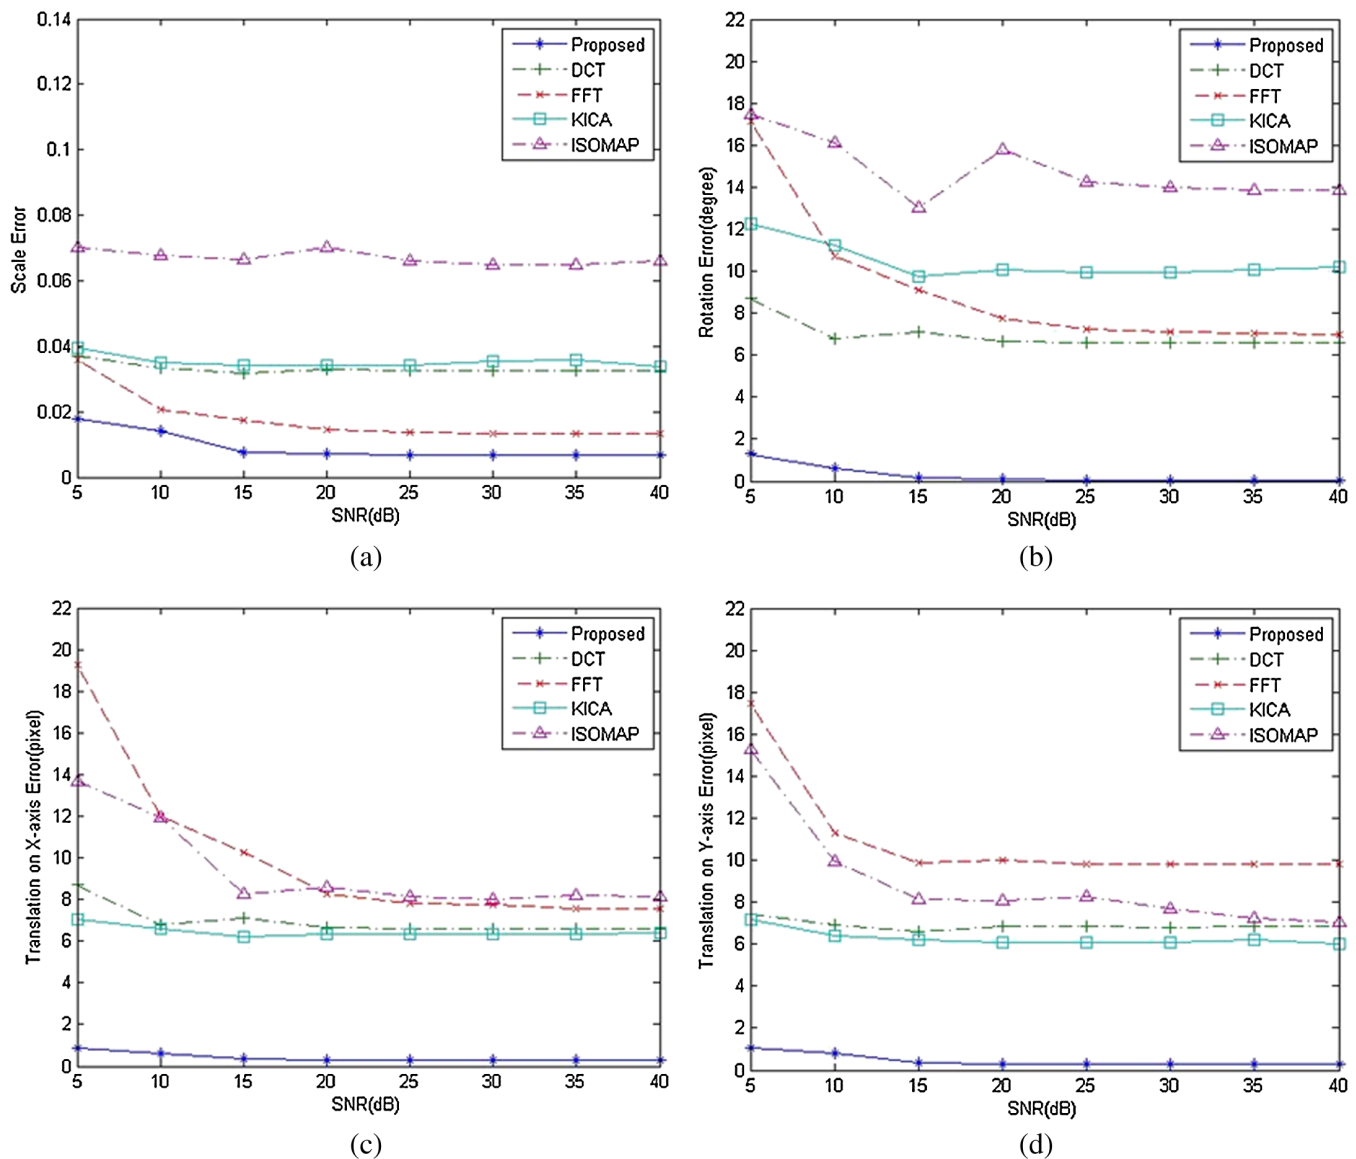 0.14
0.12
0.1
0.08
0.06
0.04
0.02
0
Scale Error
Proposed
DCT
FFT
KICA
ISOMAP
5 10 15 20 25 30 35 40
SNR(dB)
(a)
22
20
18
16
14
12
10
8
6
4
2
0
Rotation Error(degree)
Proposed
DCT
FFT
KICA
ISOMAP
5 10 15 20 25 30 35 40
SNR(dB)
(b)
22
20
18
16
14
12
10
8
6
4
2
0
Translation on X-axis Error(pixel)
Proposed
DCT
FFT
KICA
ISOMAP
5 10 15 20 25 30 35 40
SNR(dB)
(c)
22
20
18
16
14
12
10
8
6
4
2
0
Translation on Y-axis Error(pixel)
Proposed
DCT
FFT
KICA
ISOMAP
5 10 15 20 25 30 35 40
SNR(dB)
(d)